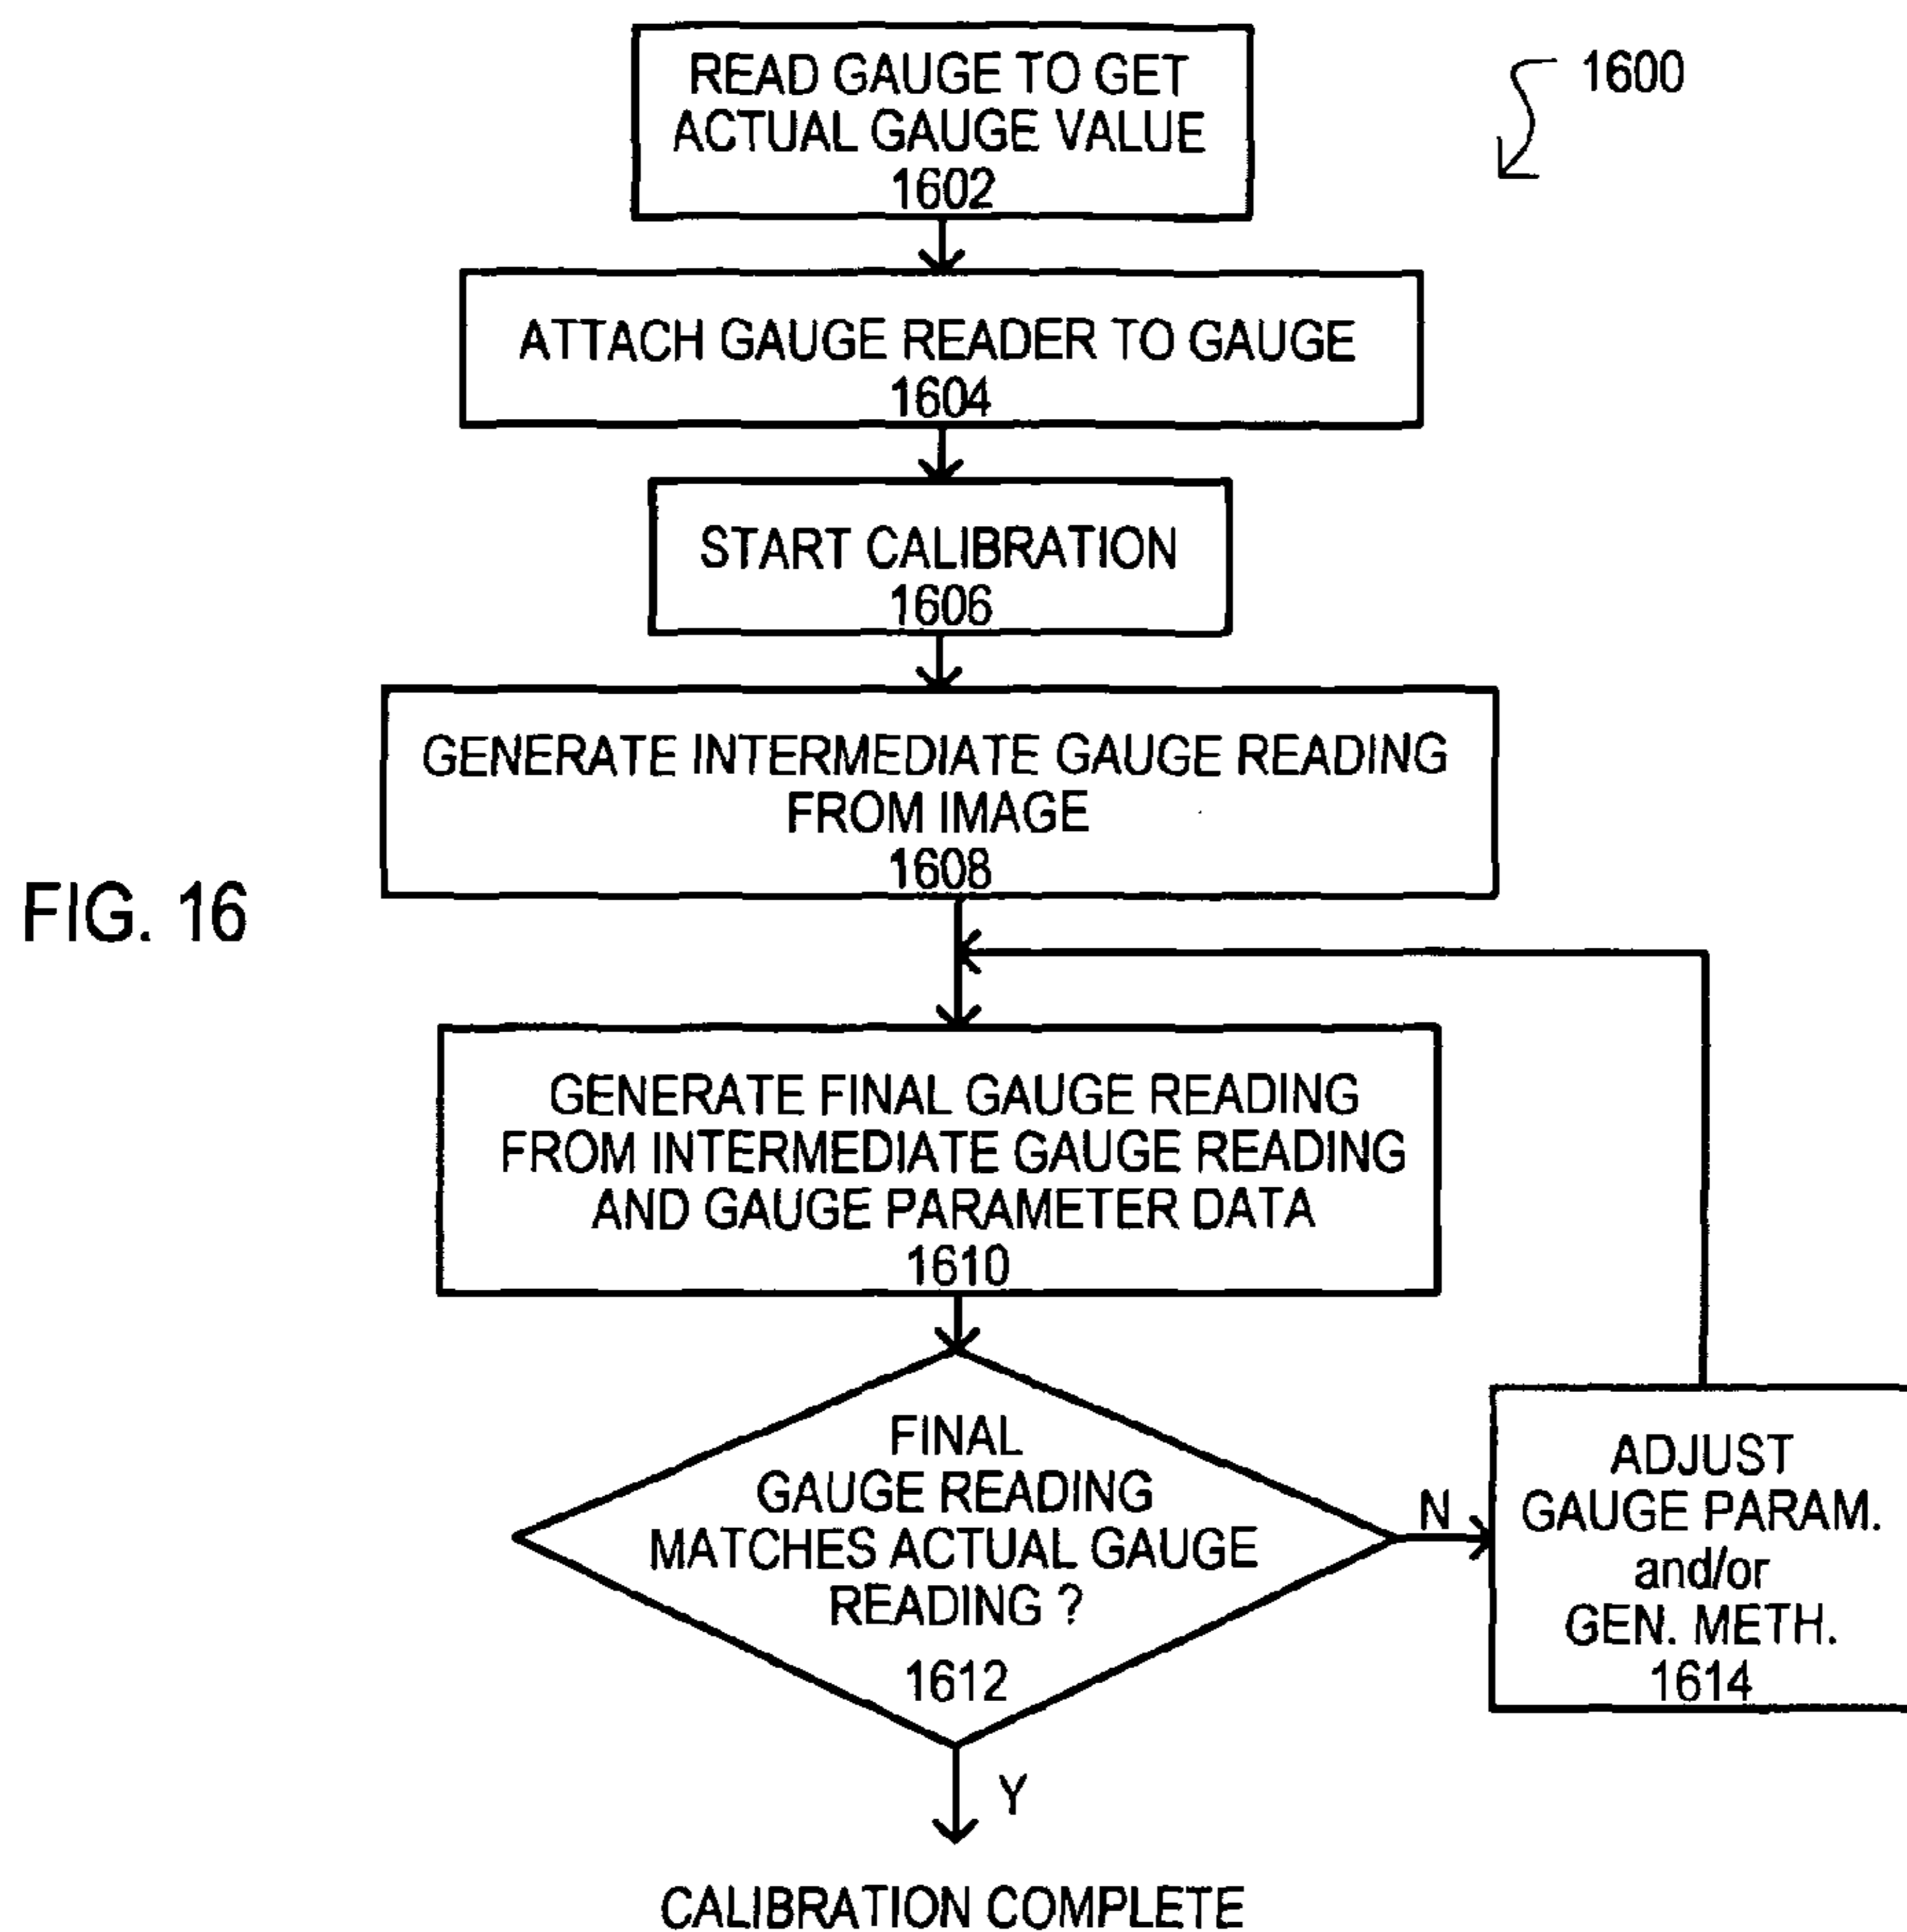 READ GAUGE TO GET
ACTUAL GAUGE VALUE
1602
1600
ATTACH GAUGE READER TO GAUGE
1604
START CALIBRATION
1606
GENERATE INTERMEDIATE GAUGE READING
FROM IMAGE
1608
FIG. 16
GENERATE FINAL GAUGE READING
FROM INTERMEDIATE GAUGE READING
AND GAUGE PARAMETER DATA
1610
FINAL
GAUGE READING
MATCHES ACTUAL GAUGE
READING ?
1612
N
ADJUST
GAUGE PARAM.
and/or
GEN. METH.
1614
Y
CALIBRATION COMPLETE